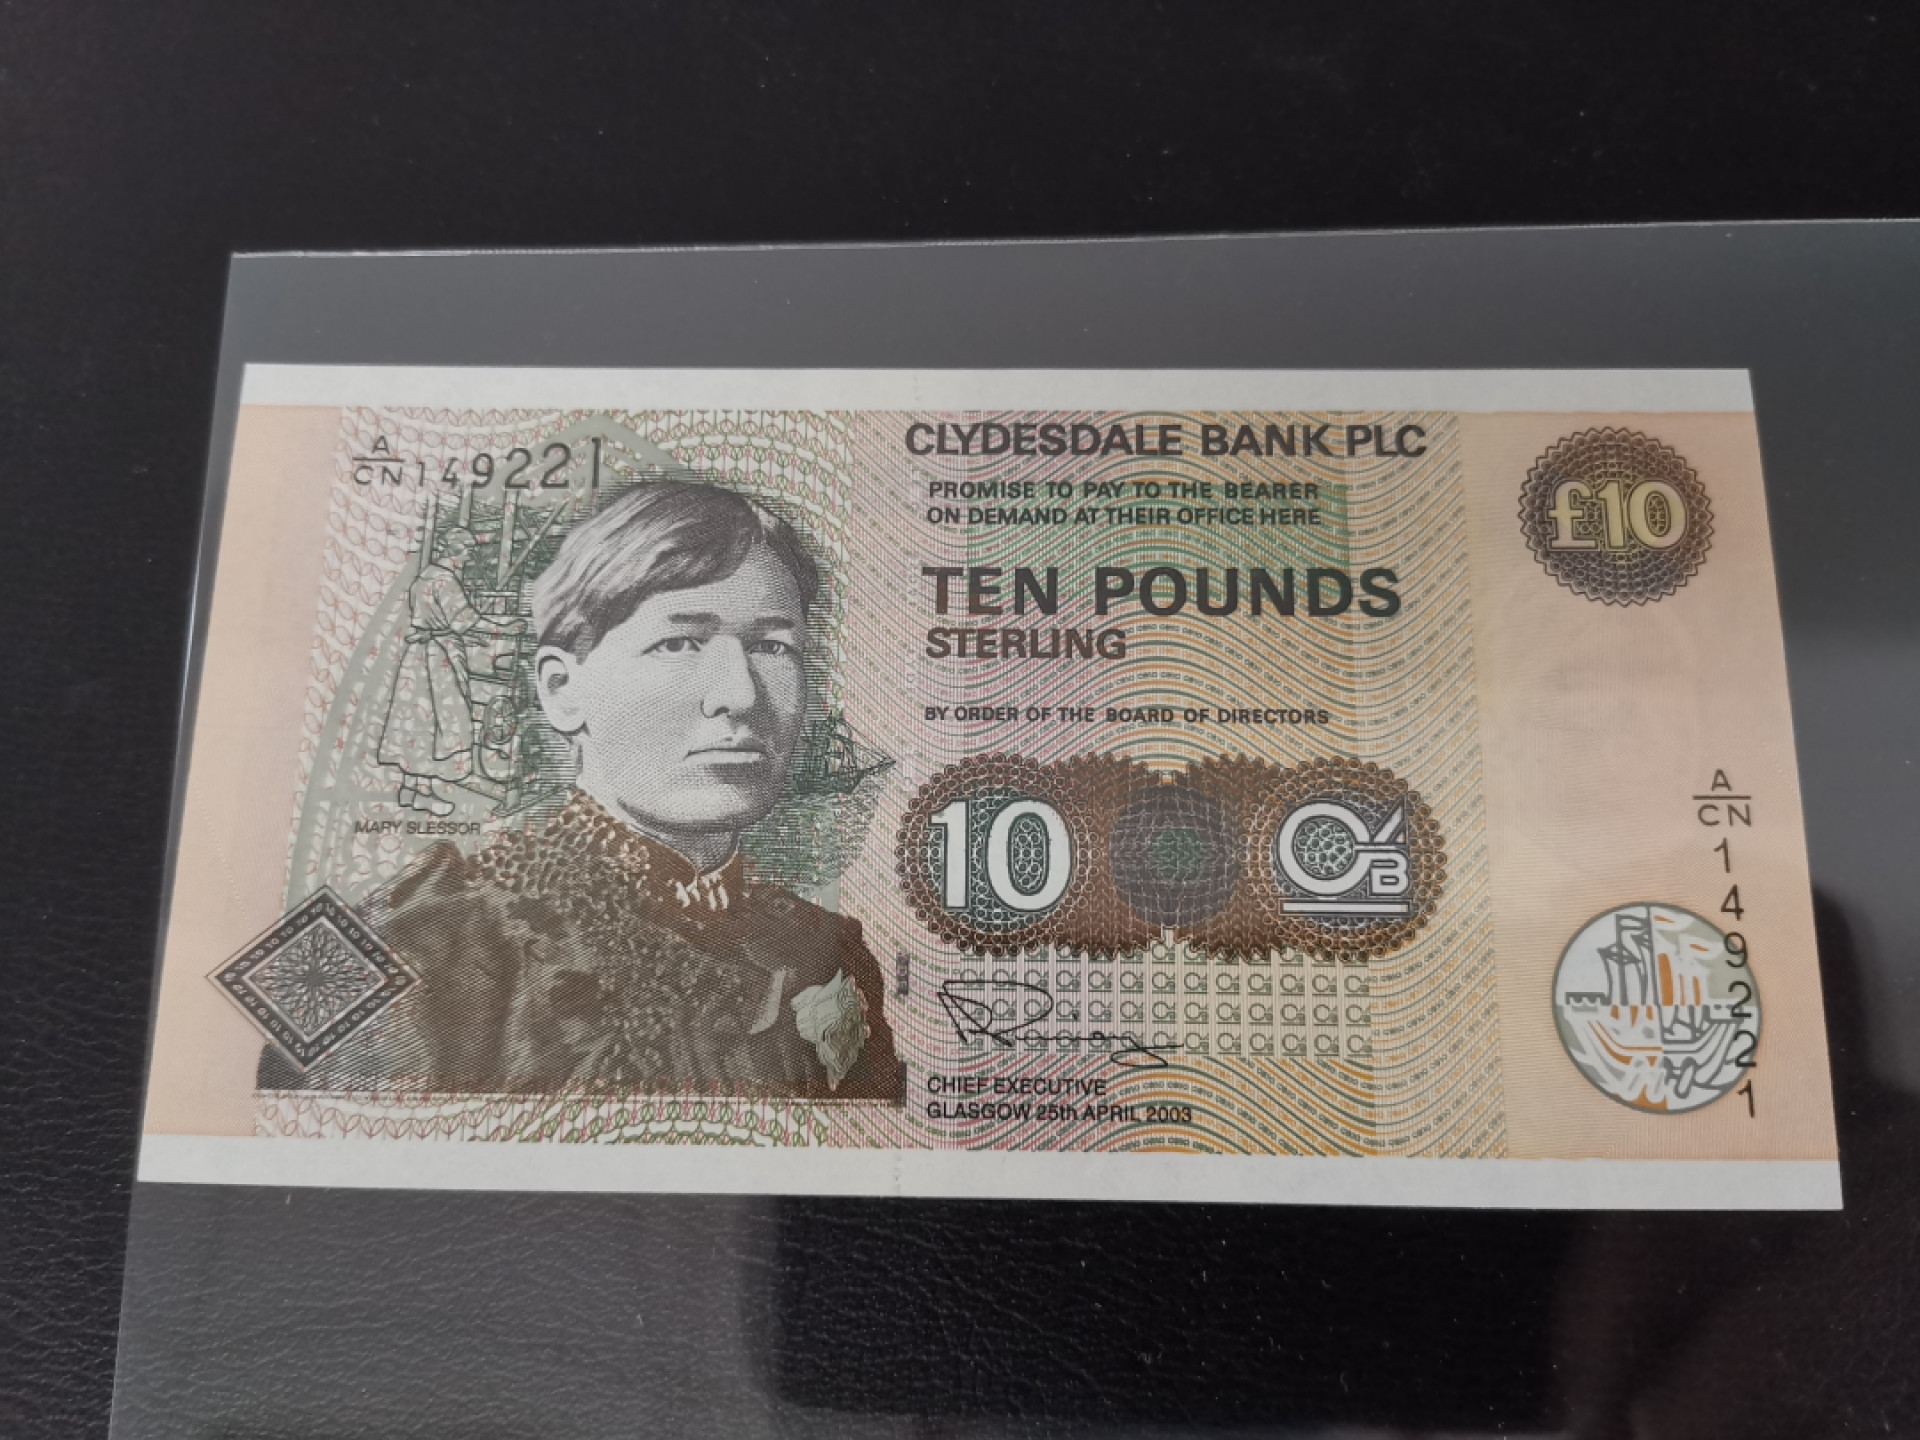 A
CN 149221
CLYDESDALE BANK PLC
PROMISE TO PAY TO THE BEARER
ON DEMAND AT THEIR OFFICE HERE
£10
TEN POUNDS
STERLING
BY ORDER OF THE BOARD OF DIRECTORS
MARY SLESSOR
10
CB
A
CN
1
4
9
2
2
1
CHIEF EXECUTIVE
GLASGOW 25th APRIL 2003